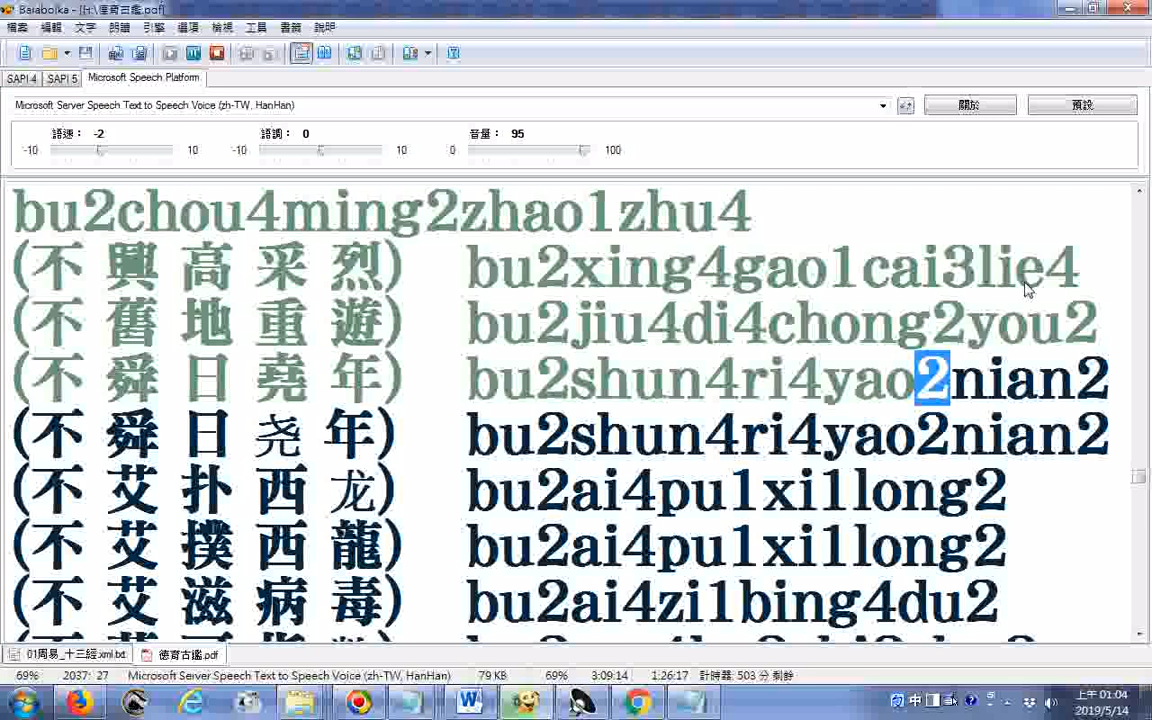 Balabolka - [H:\德育古鑑.pdf]
檔案 編輯 文字 朗讀 引擎 選項 檢視 工具 書籤 說明
SAPI 4 SAPI 5 Microsoft Speech Platform
Microsoft Server Speech Text to Speech Voice (zh-TW, HanHan) 關於 預設
語速： -2 語調： 0 音量： 95
-10 10 -10 10 0 100
bu2chou4ming2zhao1zhu4
(不 興 高 采 烈) bu2xing4gao1cai3lie4
(不 舊 地 重 遊) bu2jiu4di4chong2you2
(不 舜 日 堯 年) bu2shun4ri4yao2nian2
(不 舜 日 尧 年) bu2shun4ri4yao2nian2
(不 艾 扑 西 龙) bu2ai4pu1xi1long2
(不 艾 撲 西 龍) bu2ai4pu1xi1long2
(不 艾 滋 病 毒) bu2ai4zi1bing4du2
01周易_十三經.xml.txt 德育古鑑.pdf
69% 2037: 27 Microsoft Server Speech Text to Speech Voice (zh-TW, HanHan) 79 KB 69% 3:09:14 1:26:17 計時器: 503 分 剩餘
中
上午 01:04
2019/5/14